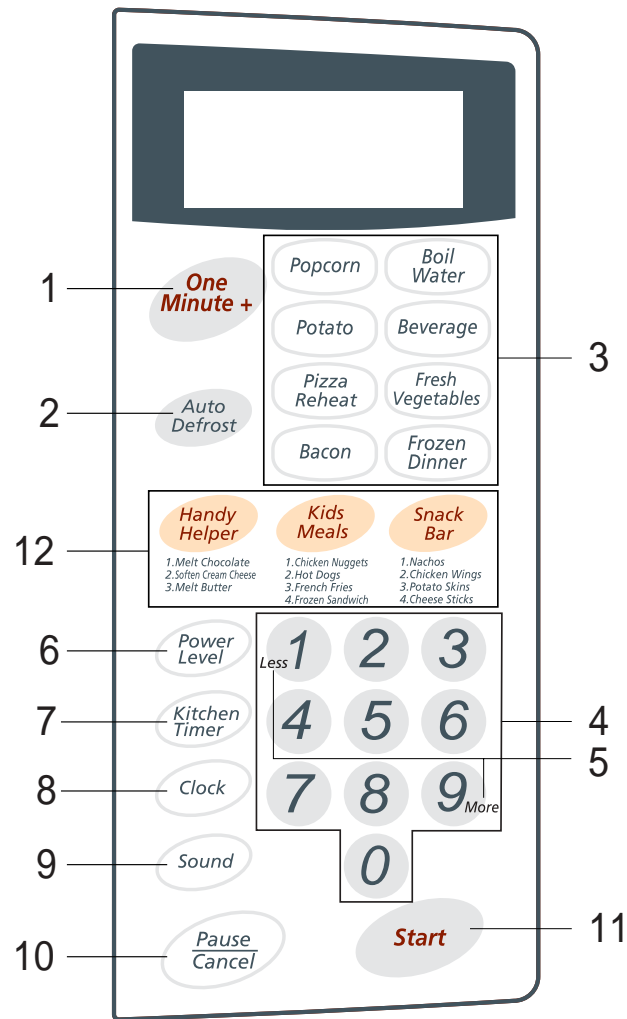 1
One
Minute +
Popcorn
Boil
Water
Potato
Beverage
3
2
Auto
Defrost
Pizza
Reheat
Fresh
Vegetables
Bacon
Frozen
Dinner
12
Handy
Helper
1.Melt Chocolate
2.Soften Cream Cheese
3.Melt Butter
Kids
Meals
1.Chicken Nuggets
2.Hot Dogs
3.French Fries
4.Frozen Sandwich
Snack
Bar
1.Nachos
2.Chicken Wings
3.Potato Skins
4.Cheese Sticks
6
Power
Level
Less
1
2
3
7
Kitchen
Timer
4
5
6
4
5
8
Clock
7
8
9
More
9
Sound
0
10
Pause
Cancel
Start
11